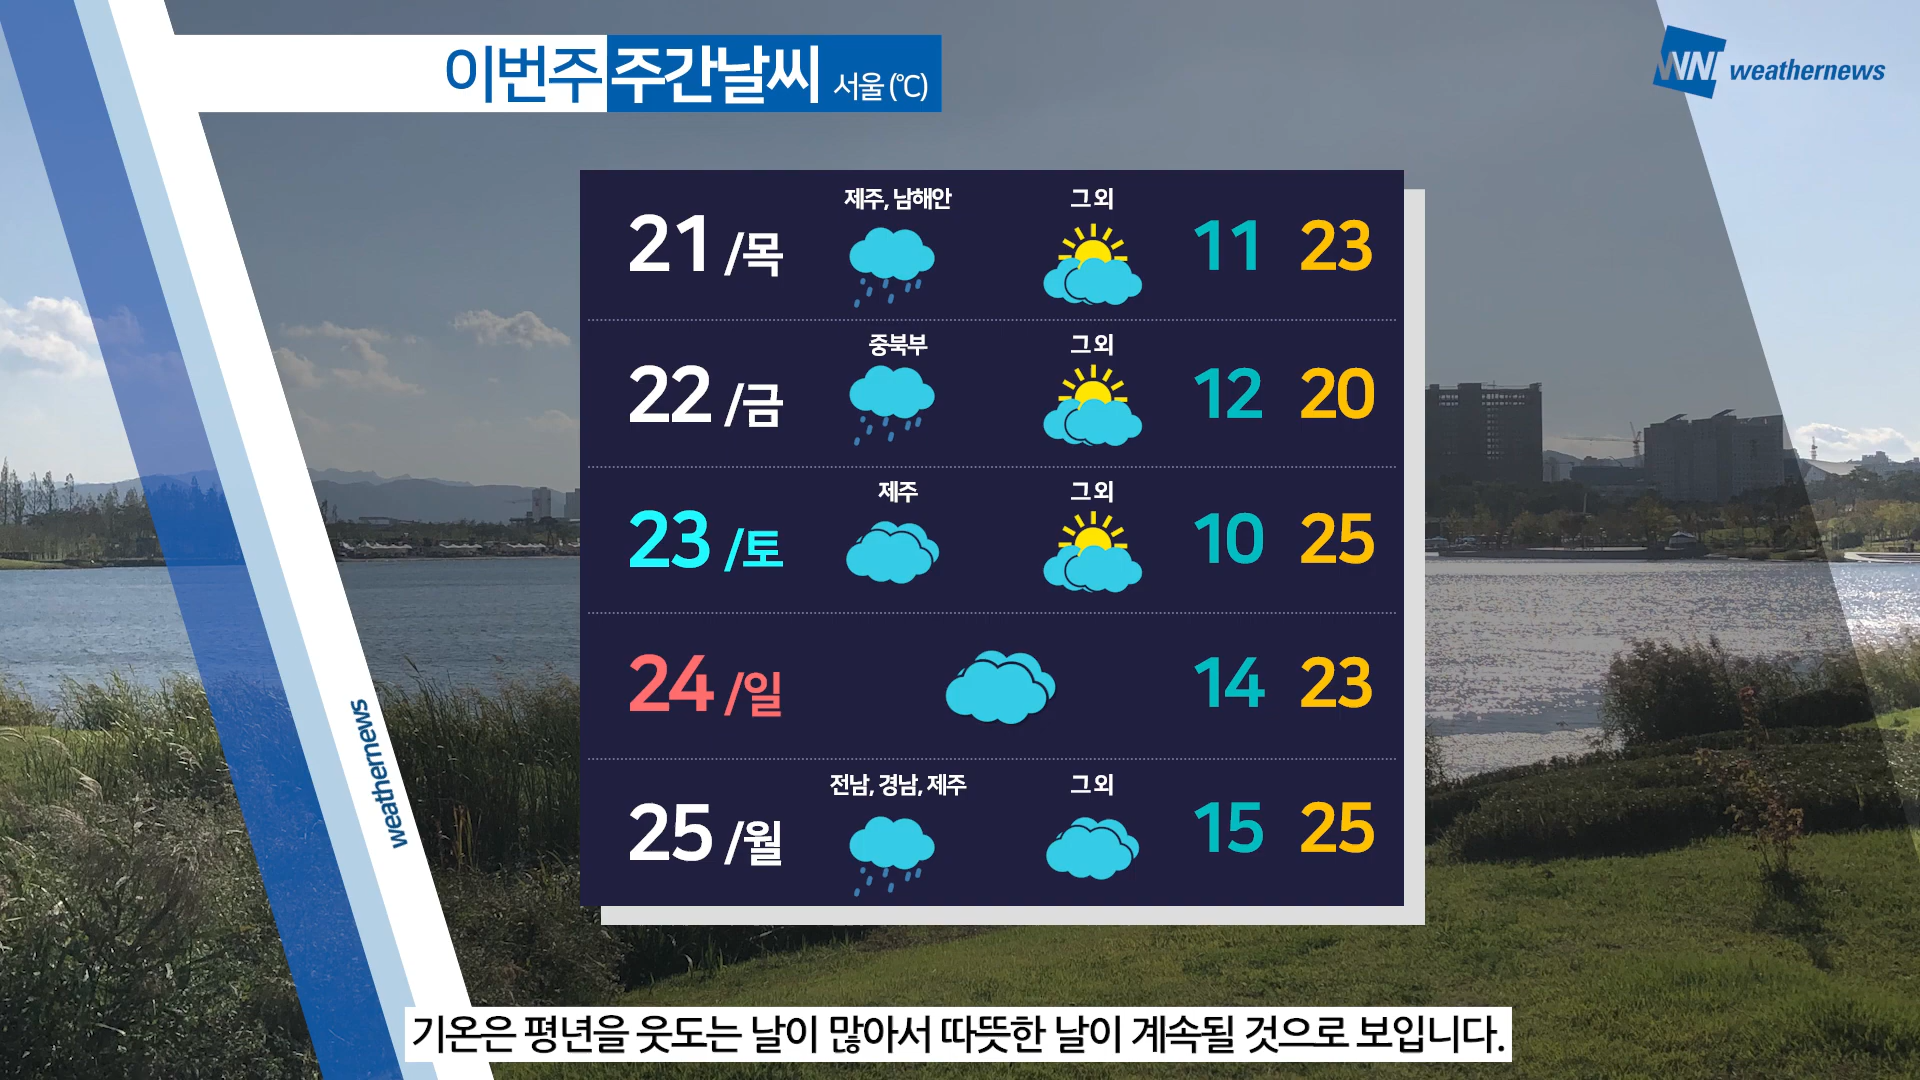 이번주 주간날씨 서울 (℃)
WNI weathernews
제주, 남해안 그 외
21 /목 11 23
중북부 그 외
22 /금 12 20
제주 그 외
23 /토 10 25
24 /일 14 23
전남, 경남, 제주 그 외
25 /월 15 25
weathernews
기온은 평년을 웃도는 날이 많아서 따뜻한 날이 계속될 것으로 보입니다.